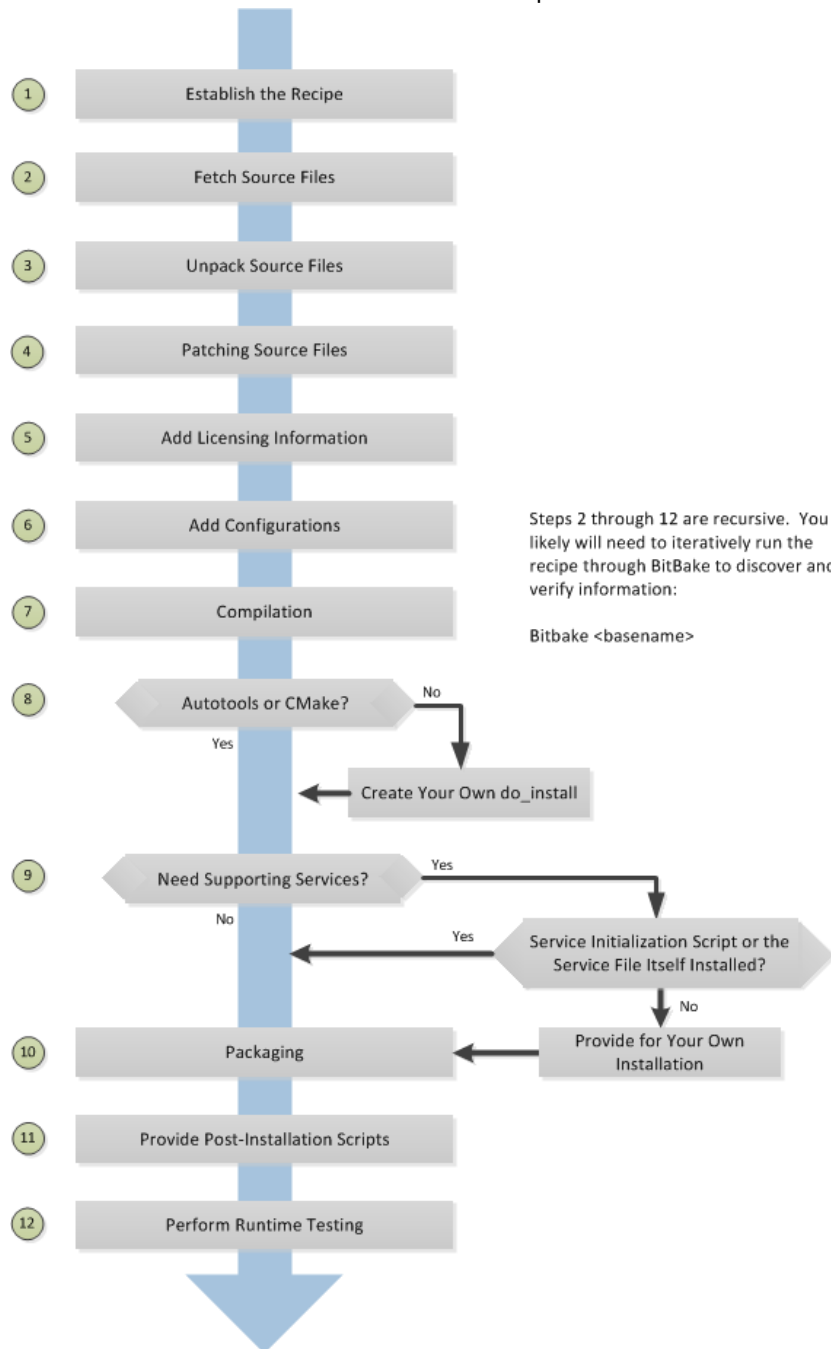 1
Establish the Recipe
2
Fetch Source Files
3
Unpack Source Files
4
Patching Source Files
5
Add Licensing Information
6
Add Configurations
Steps 2 through 12 are recursive.  You
likely will need to iteratively run the
recipe through BitBake to discover and
verify information:
Bitbake <basename>
7
Compilation
8
Autotools or CMake?
No
Yes
Create Your Own do_install
9
Need Supporting Services?
Yes
No
Yes
Service Initialization Script or the
Service File Itself Installed?
No
10
Packaging
Provide for Your Own
Installation
11
Provide Post-Installation Scripts
12
Perform Runtime Testing